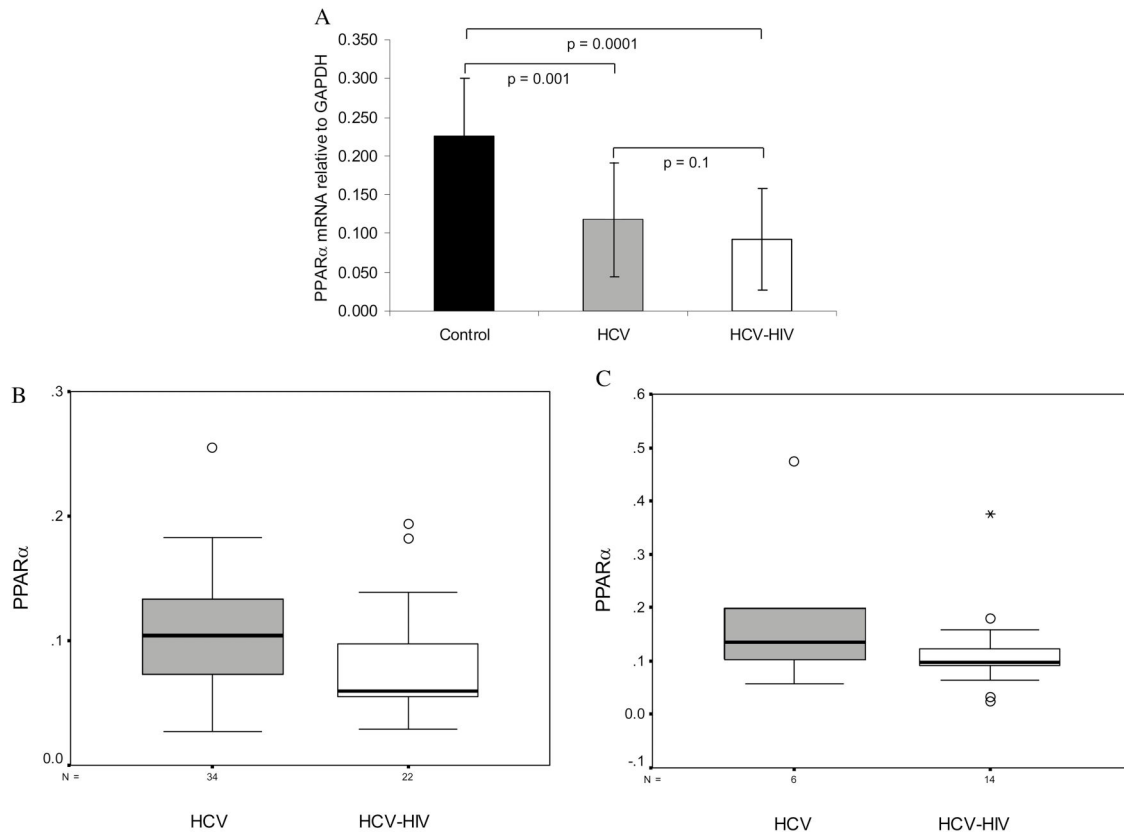 A
PPARα mRNA relative to GAPDH
0.350
0.300
0.250
0.200
0.150
0.100
0.050
0.000
p = 0.0001
p = 0.001
p = 0.1
Control HCV HCV-HIV
B
PPARα
.3
.2
.1
0.0
N = 34 22
HCV HCV-HIV
C
PPARα
.6
.5
.4
.3
.2
.1
0.0
-.1
N = 6 14
HCV HCV-HIV